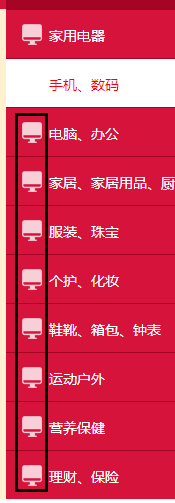 家用电器
手机、数码
电脑、办公
家居、家居用品、厨
服装、珠宝
个护、化妆
鞋靴、箱包、钟表
运动户外
营养保健
理财、保险